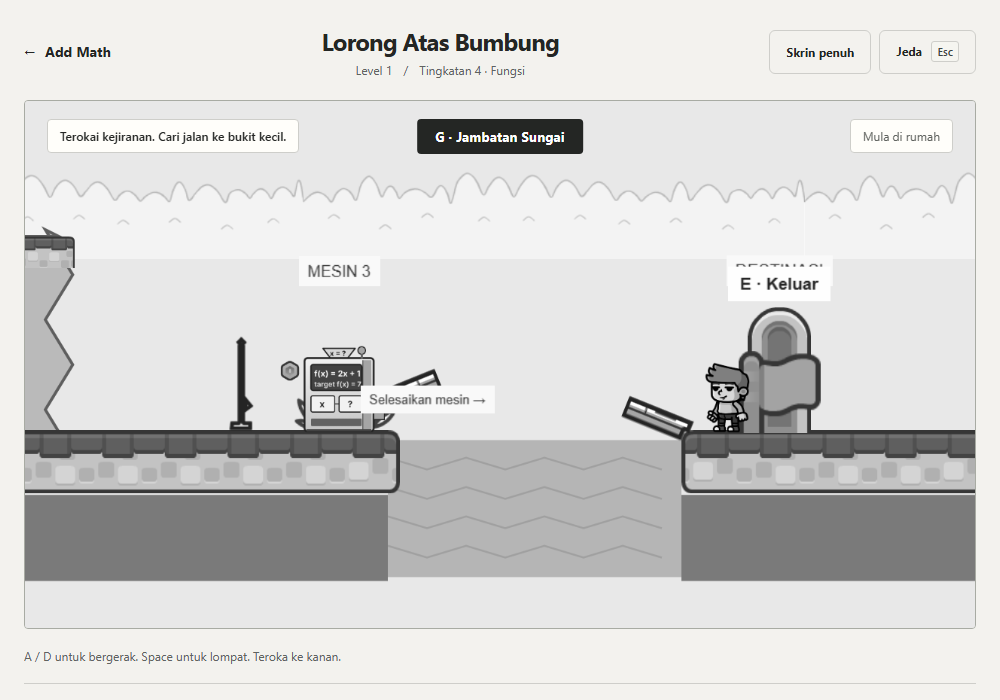 ← Add Math
Lorong Atas Bumbung
Level 1 / Tingkatan 4 · Fungsi
Skrin penuh
Jeda Esc
Terokai kejiranan. Cari jalan ke bukit kecil.
G · Jambatan Sungai
Mula di rumah
MESIN 3
E · Keluar
x = ?
f(x) = 2x + 1
target f(x) = 7
x
?
Selesaikan mesin →
A / D untuk bergerak. Space untuk lompat. Teroka ke kanan.